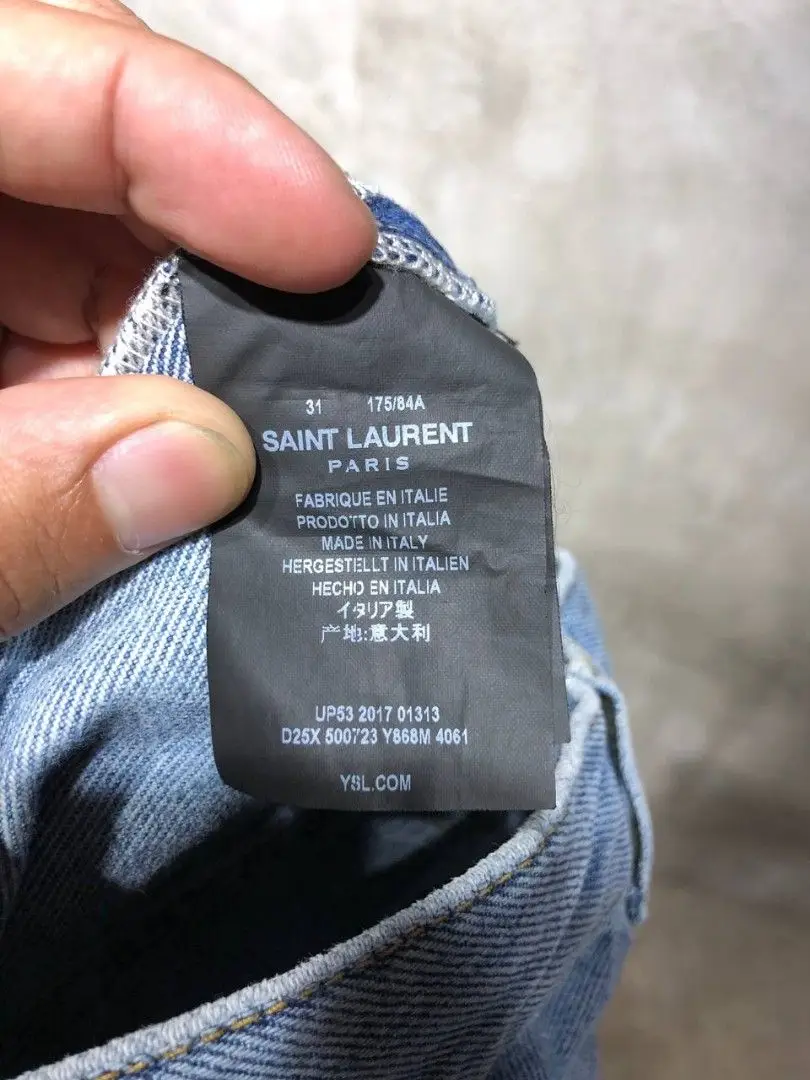 31 175/84A
SAINT LAURENT
PARIS
FABRIQUE EN ITALIE
PRODOTTO IN ITALIA
MADE IN ITALY
HERGESTELLT IN ITALIEN
HECHO EN ITALIA
イタリア製
产地:意大利
UP53 2017 01313
D25X 500723 Y868M 4061
YSL.COM